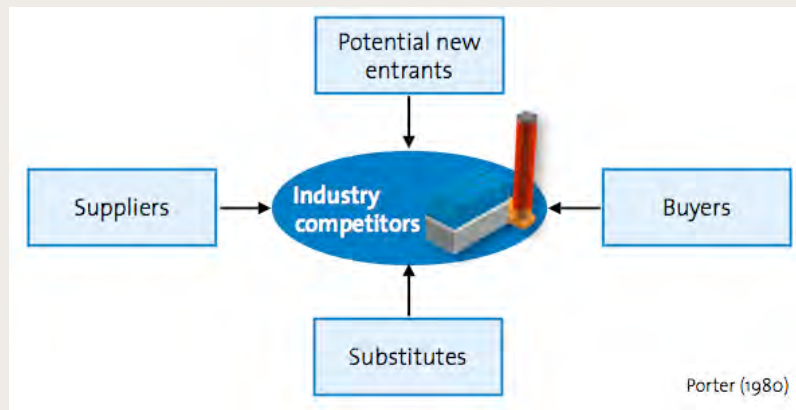 Potential new
entrants
Suppliers
Industry
competitors
Buyers
Substitutes
Porter (1980)